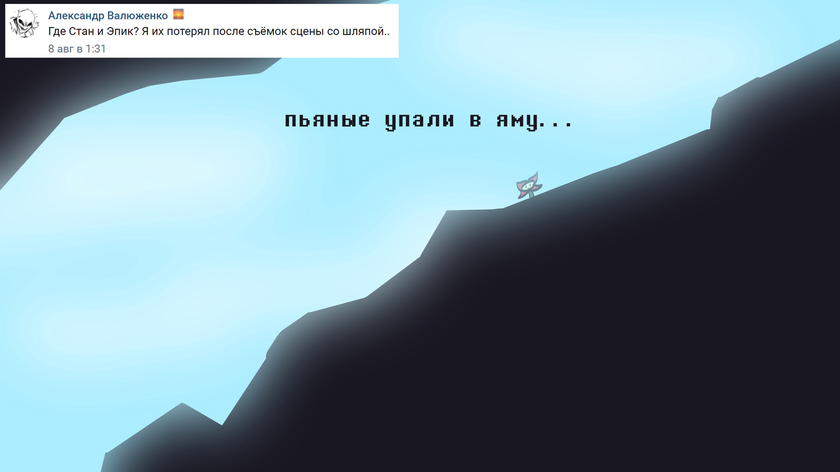 Александр Валюженко
Где Стан и Эпик? Я их потерял после съёмок сцены со шляпой..
8 авг в 1:31
пьяные упали в яму...